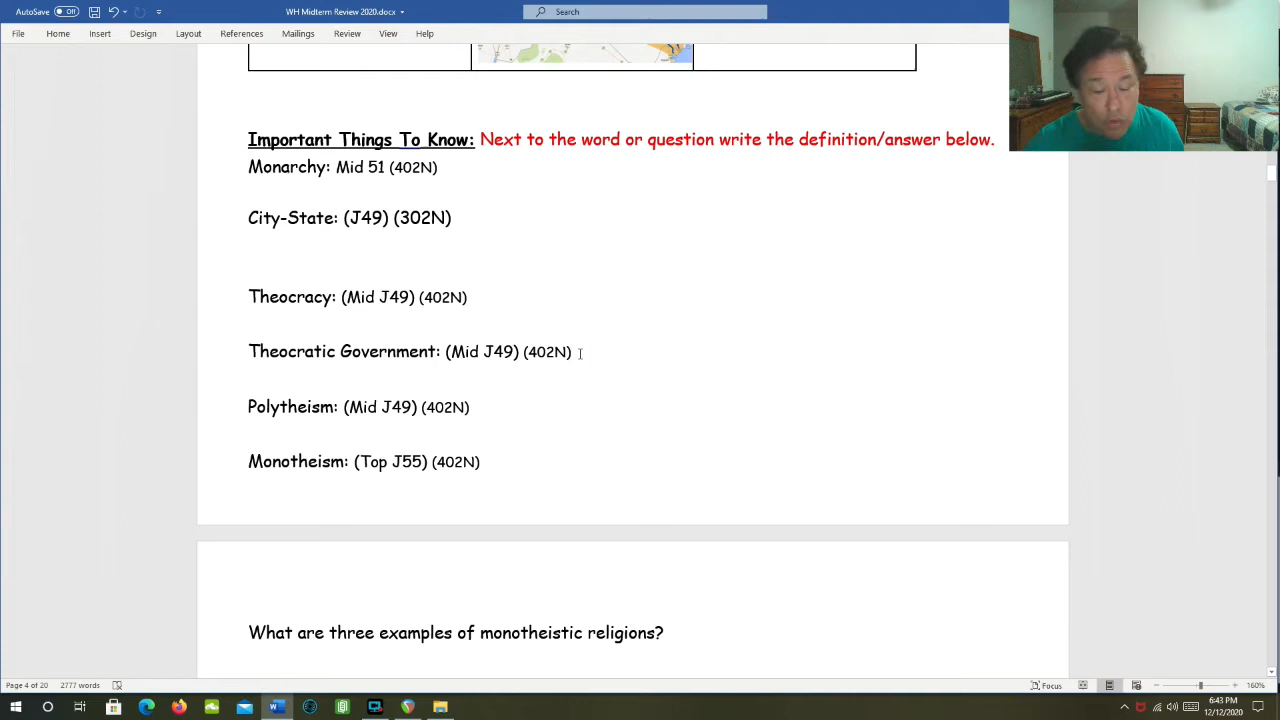 AutoSave Off WH Midterm Review 2020.docx Search
File Home Insert Design Layout References Mailings Review View Help
Important Things To Know: Next to the word or question write the definition/answer below.
Monarchy: Mid 51 (402N)
City-State: (J49) (302N)
Theocracy: (Mid J49) (402N)
Theocratic Government: (Mid J49) (402N)
Polytheism: (Mid J49) (402N)
Monotheism: (Top J55) (402N)
What are three examples of monotheistic religions?
Page 4 of 20 2777 words Focus 160%
6:43 PM
12/12/2020